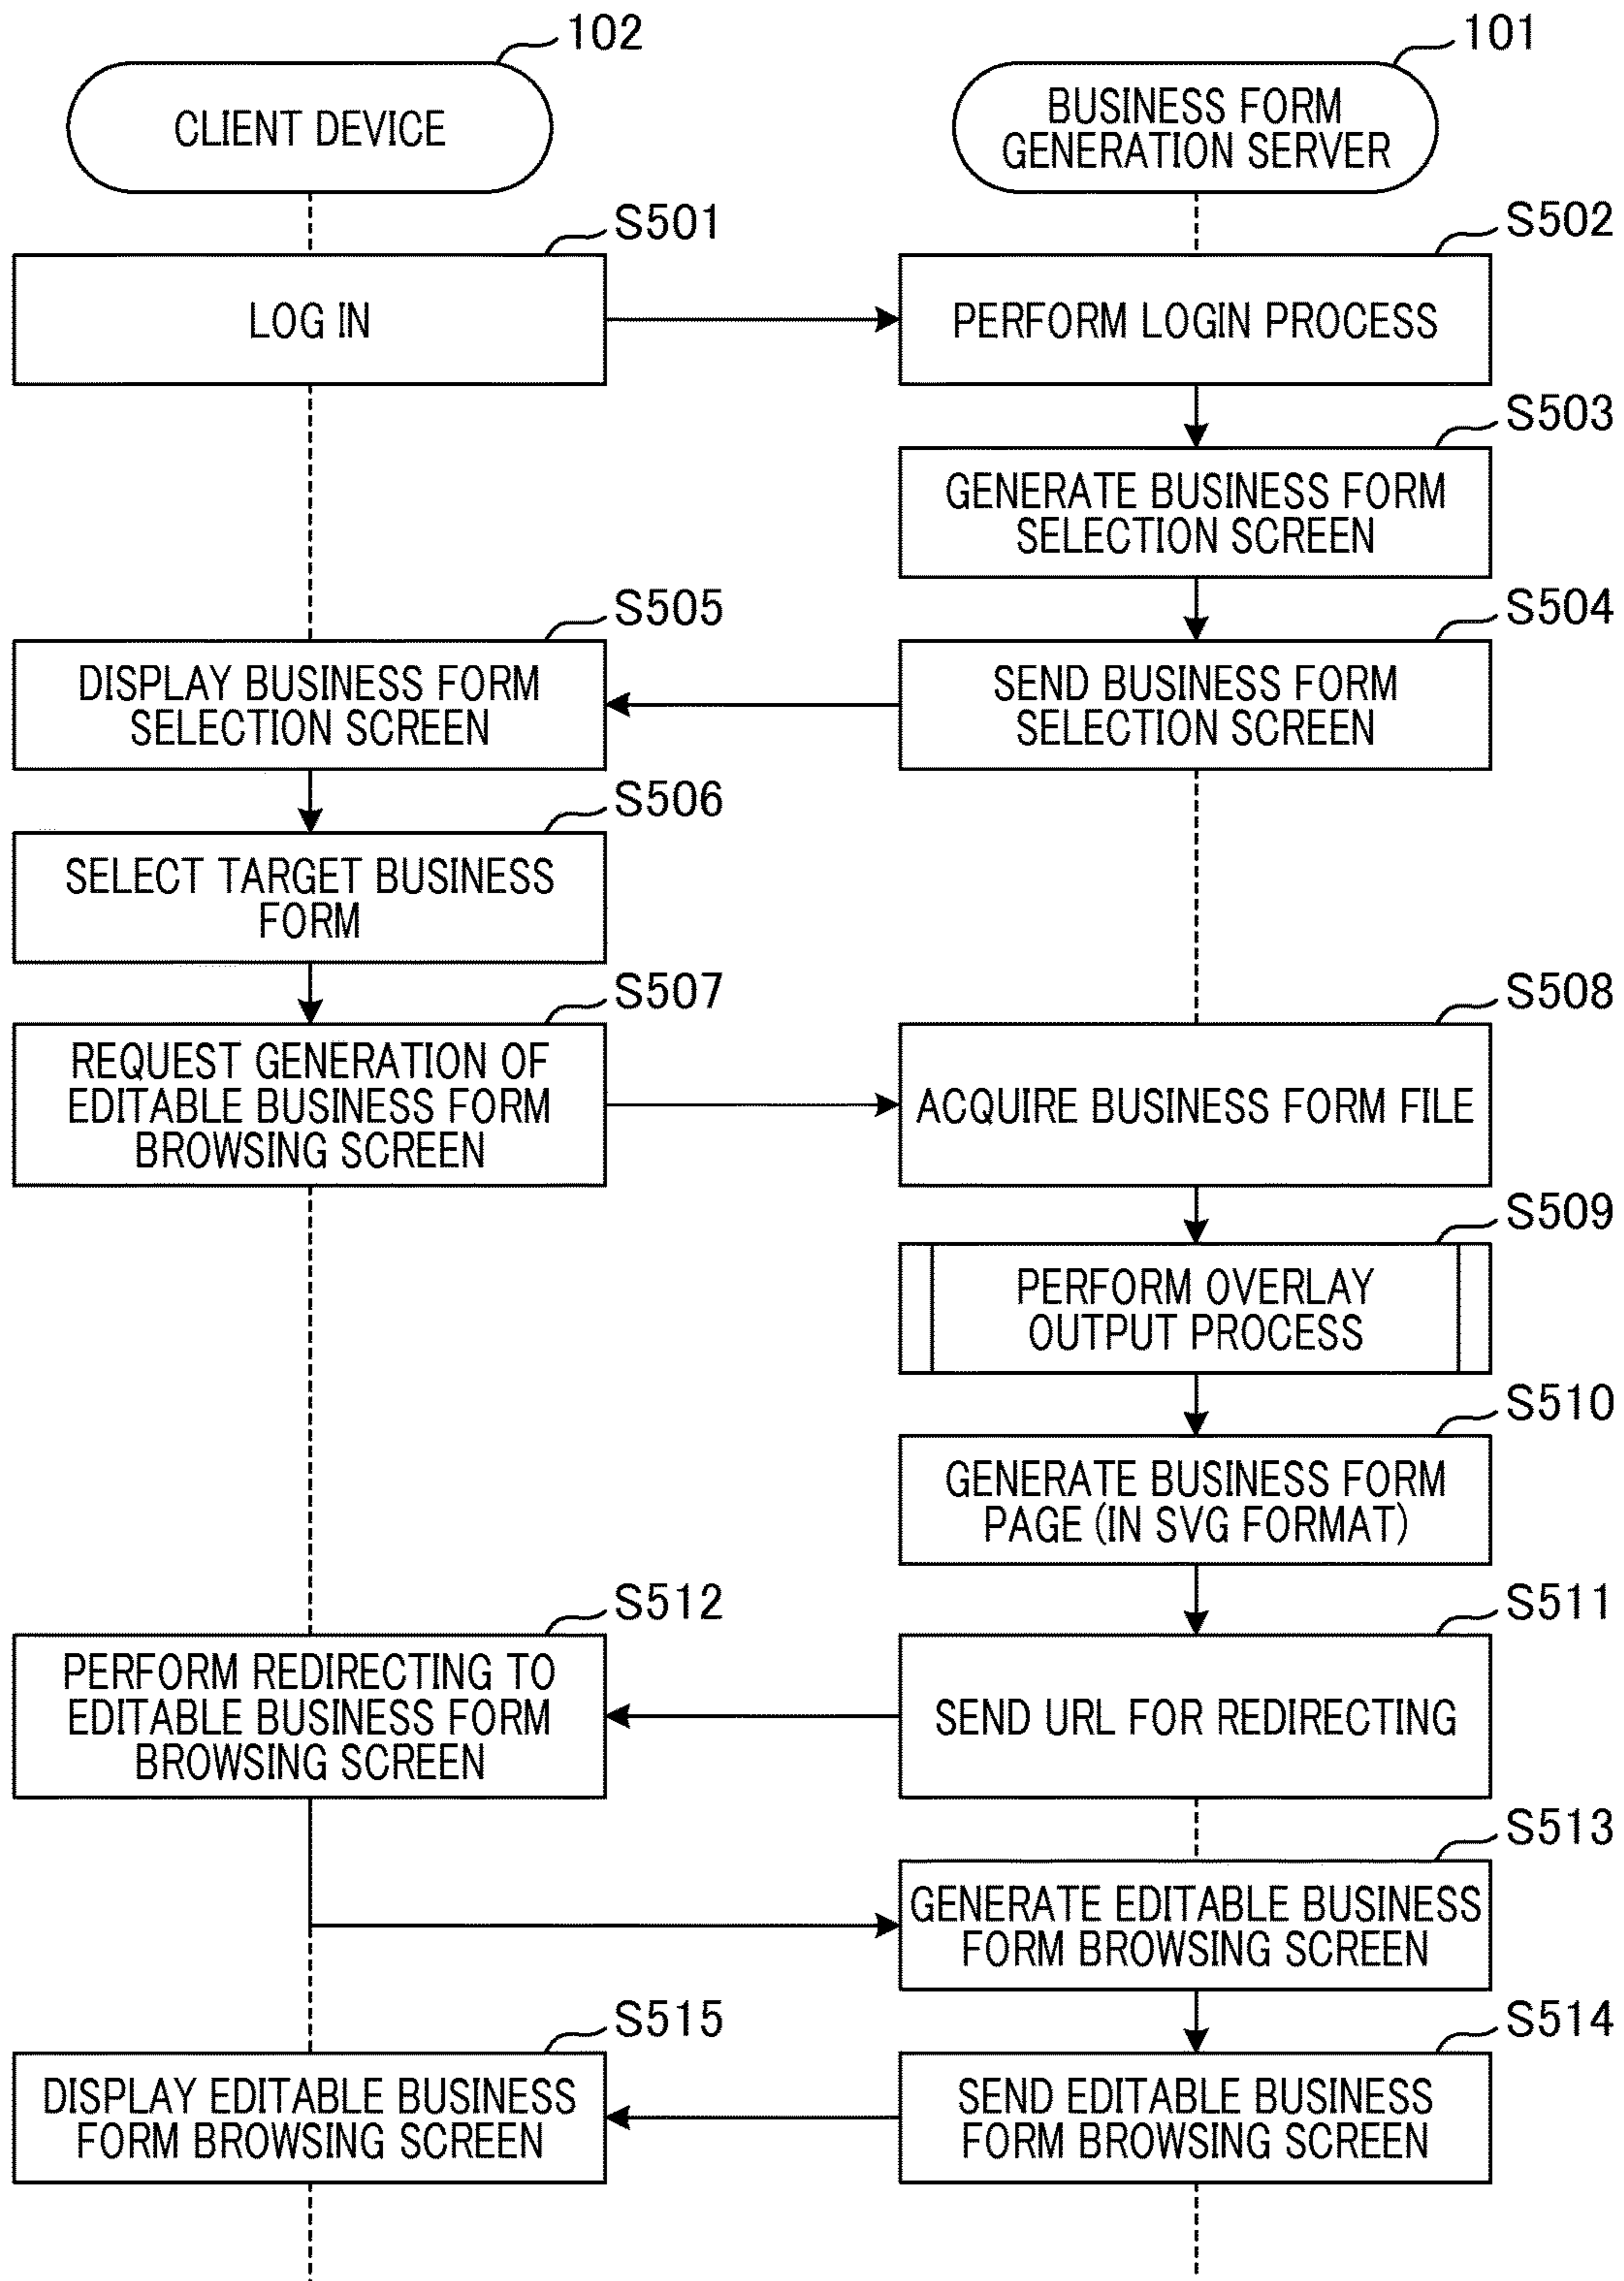 102
CLIENT DEVICE
101
BUSINESS FORM
GENERATION SERVER
S501
LOG IN
S502
PERFORM LOGIN PROCESS
S503
GENERATE BUSINESS FORM
SELECTION SCREEN
S505
DISPLAY BUSINESS FORM
SELECTION SCREEN
S504
SEND BUSINESS FORM
SELECTION SCREEN
S506
SELECT TARGET BUSINESS
FORM
S507
REQUEST GENERATION OF
EDITABLE BUSINESS FORM
BROWSING SCREEN
S508
ACQUIRE BUSINESS FORM FILE
S509
PERFORM OVERLAY
OUTPUT PROCESS
S510
GENERATE BUSINESS FORM
PAGE (IN SVG FORMAT)
S512
PERFORM REDIRECTING TO
EDITABLE BUSINESS FORM
BROWSING SCREEN
S511
SEND URL FOR REDIRECTING
S513
GENERATE EDITABLE BUSINESS
FORM BROWSING SCREEN
S515
DISPLAY EDITABLE BUSINESS
FORM BROWSING SCREEN
S514
SEND EDITABLE BUSINESS
FORM BROWSING SCREEN